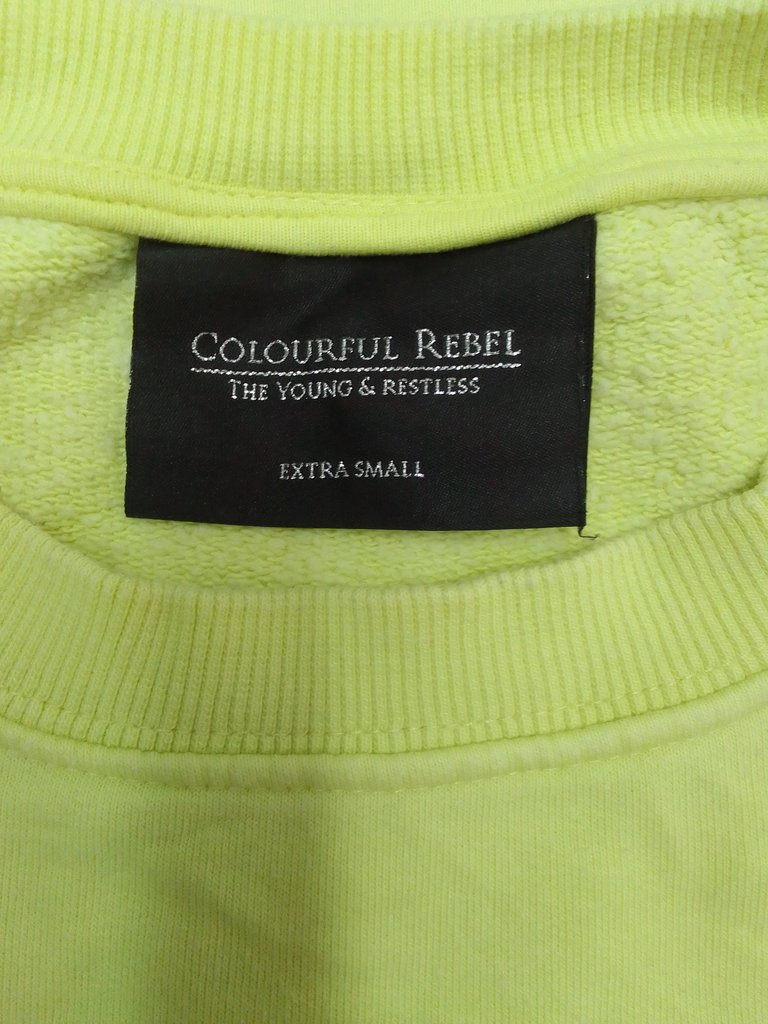 COLOURFUL REBEL
THE YOUNG & RESTLESS
EXTRA SMALL